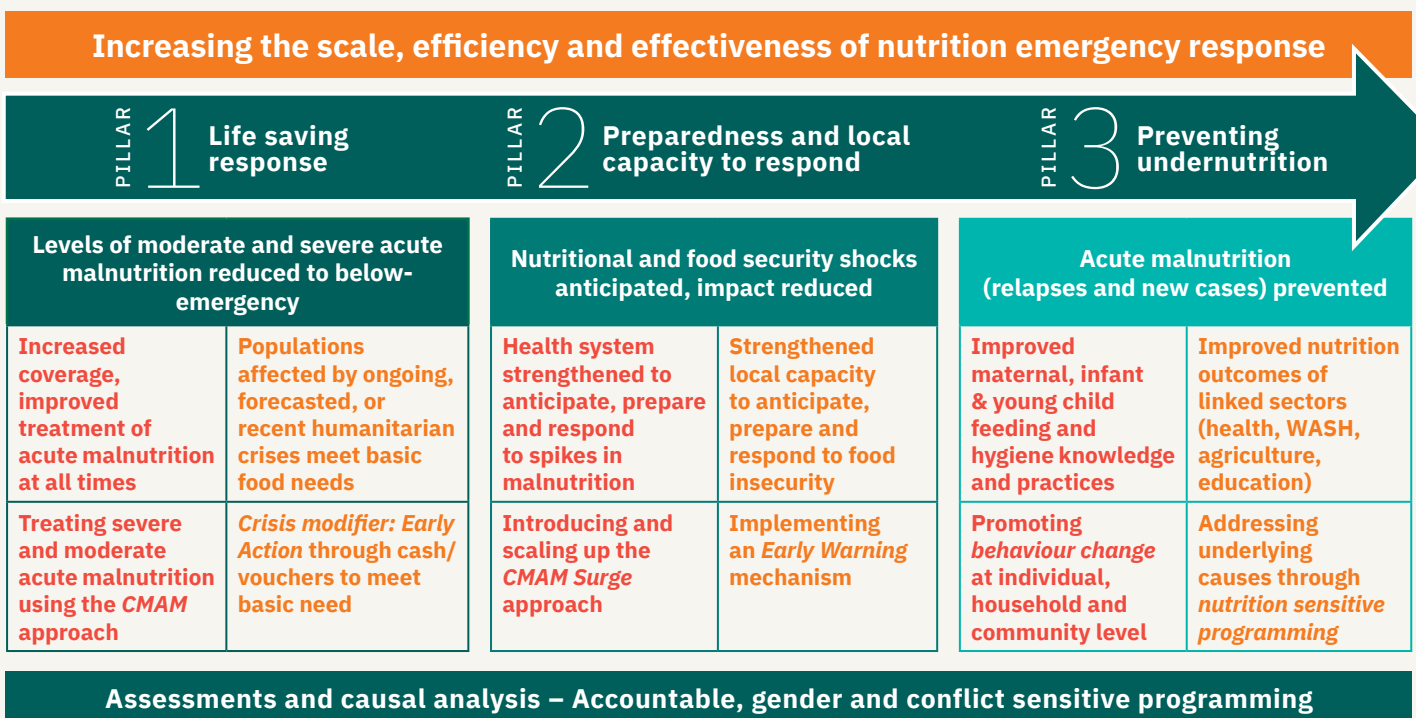 Increasing the scale, efficiency and effectiveness of nutrition emergency response
PILLAR
1
Life saving
response
PILLAR
2
Preparedness and local
capacity to respond
PILLAR
3
Preventing
undernutrition
Levels of moderate and severe acute
malnutrition reduced to below-
emergency
Increased
coverage,
improved
treatment of
acute malnutrition
at all times
Populations
affected by ongoing,
forecasted, or
recent humanitarian
crises meet basic
food needs
Treating severe
and moderate
acute malnutrition
using the CMAM
approach
Crisis modifier: Early
Action through cash/
vouchers to meet
basic need
Nutritional and food security shocks
anticipated, impact reduced
Health system
strengthened to
anticipate, prepare
and respond
to spikes in
malnutrition
Strengthened
local capacity
to anticipate,
prepare and
respond to food
insecurity
Introducing and
scaling up the
CMAM Surge
approach
Implementing
an Early Warning
mechanism
Acute malnutrition
(relapses and new cases) prevented
Improved
maternal, infant
& young child
feeding and
hygiene knowledge
and practices
Improved nutrition
outcomes of
linked sectors
(health, WASH,
agriculture,
education)
Promoting
behaviour change
at individual,
household and
community level
Addressing
underlying
causes through
nutrition sensitive
programming
Assessments and causal analysis – Accountable, gender and conflict sensitive programming